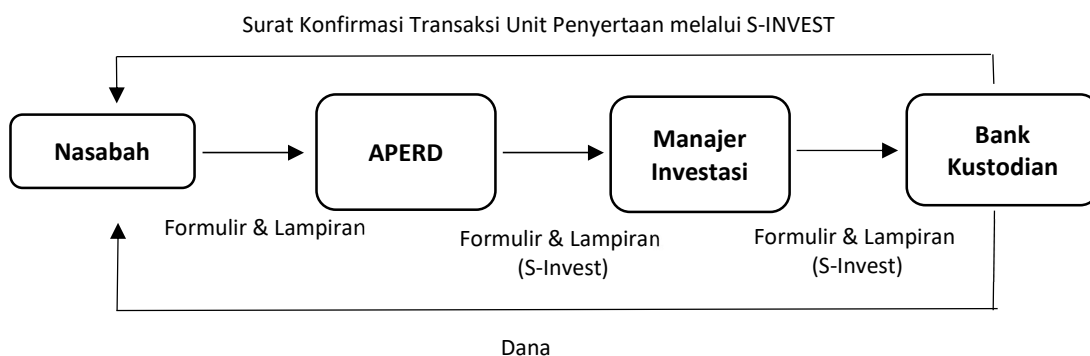 Surat Konfirmasi Transaksi Unit Penyertaan melalui S-INVEST
Nasabah
APERD
Manajer
Investasi
Bank
Kustodian
Formulir & Lampiran
Formulir & Lampiran
(S-Invest)
Formulir & Lampiran
(S-Invest)
Dana